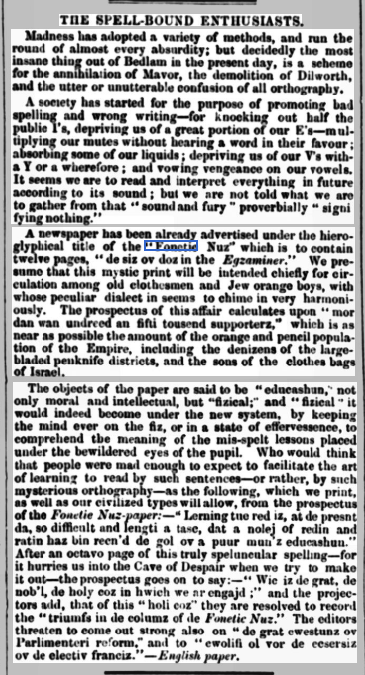 THE SPELL-BOUND ENTHUSIASTS.
Madness has adopted a variety of methods, and run the
round of almost every absurdity; but decidedly the most
insane thing out of Bedlam in the present day, is a scheme
for the annihilation of Mavor, the demolition of Dilworth,
and the utter or unutterable confusion of all orthography.
A society has started for the purpose of promoting bad
spelling and wrong writing—for knocking out half the
public I's, depriving us of a great portion of our E's—mul-
tiplying our mutes without hearing a word in their favour;
absorbing some of our liquids; depriving us of our V's with-
a Y or a wherefore; and vowing vengeance on our vowels.
It seems we are to read and interpret everything in future
according to its sound; but we are not told what we are
to gather from that "sound and fury" proverbially "signi
fying nothing."
A newspaper has been already advertised under the hiero-
glyphical title of the "Fonetic Nuz" which is to contain
twelve pages, "de siz ov doz in the Egzaminer." We pre-
sume that this mystic print will be intended chiefly for cir-
culation among old clothesmen and Jew orange boys, with
whose peculiar dialect in seems to chime in very harmoni-
ously. The prospectus of this affair calculates upon "mor
dan wan undreed an fifti tousend supporterz," which is as
near as possible the amount of the orange and pencil popula-
tion of the Empire, including the denizens of the large-
bladed penknife districts, and the sons of the clothes bags
of Israel.
The objects of the paper are said to be "educashun," not
only moral and intellectual, but "fizical;" and "fizical" it
would indeed become under the new system, by keeping
the mind ever on the fiz, or in a state of effervessence, to
comprehend the meaning of the mis-spelt lessons placed
under the bewildered eyes of the pupil. Who would think
that people were mad enough to expect to facilitate the art
of learning to read by such sentences—or rather, by such
mysterious orthography—as the following, which we print,
as well as our civilized types will allow, from the prospectus
of the Fonetic Nuz-paper:—"Lerning tue red iz, at de presnt
da, so difficult and lengti a tasc, dat a nolej of redin and
ratin haz bin recn'd de gol ov a puur mun'z educashun."
After an octavo page of this truly speluncular spelling—for
it hurries us into the Cave of Despair when we try to make
it out—the prospectus goes on to say:—"Wic iz de grat, de
nob'l, de holy coz in hwich we ar engajd;" and the projec-
tors add, that of this "holi coz" they are resolved to record
the "triumfs in de columz of de Fonetic Nuz." The editors
threaten to come out strong also on "de grat cwestunz ov
Parlimenteri reform," and to "ewolifi ol vor de ecsersiz
ov de electiv franciz."—English paper.